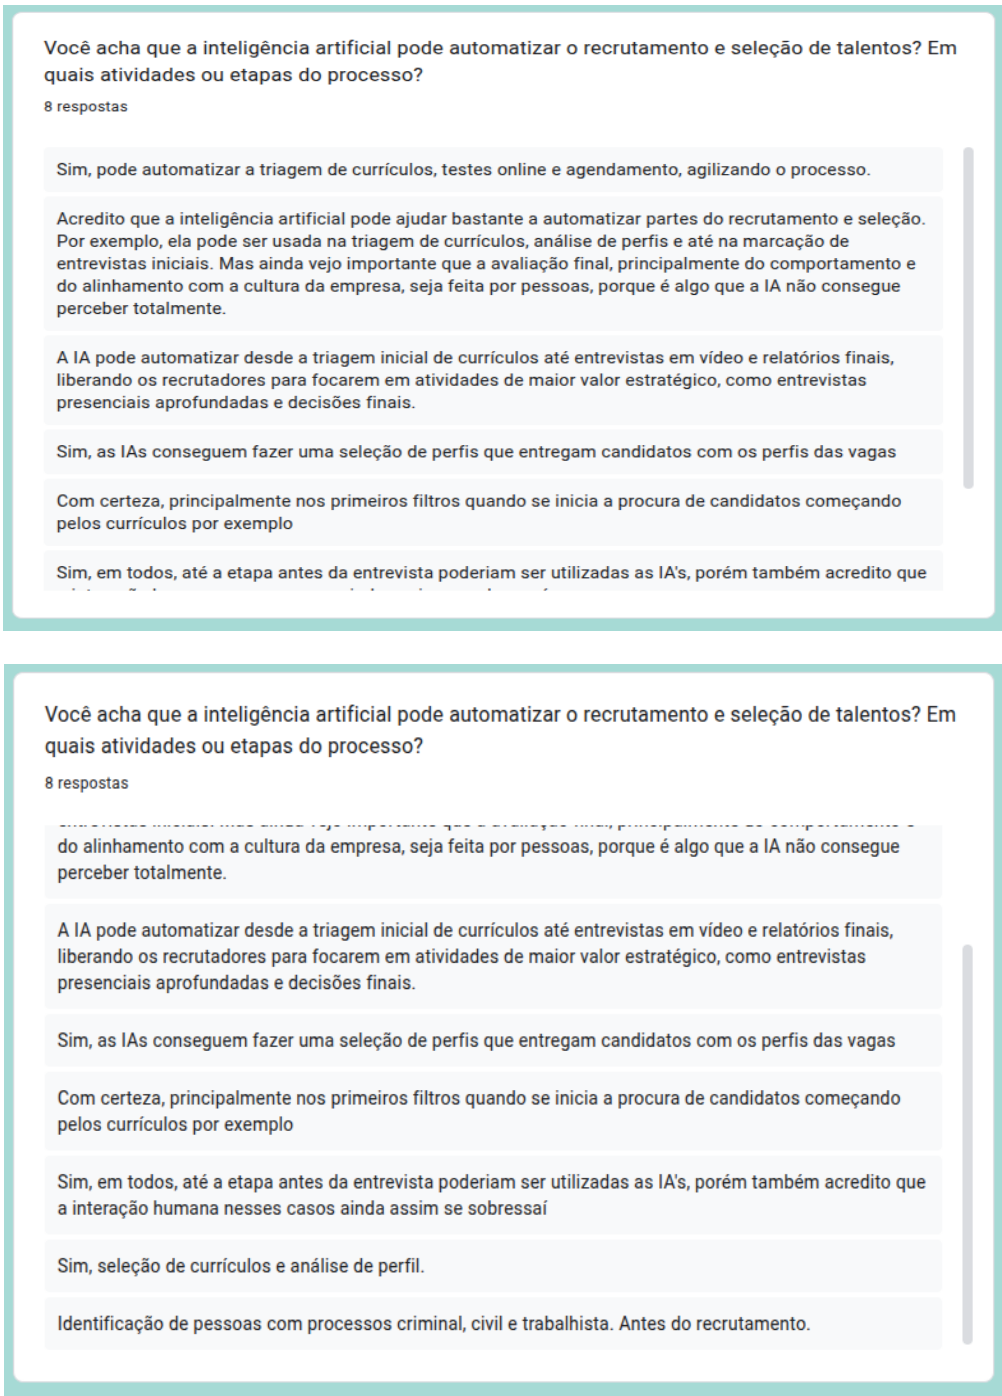 Você acha que a inteligência artificial pode automatizar o recrutamento e seleção de talentos? Em
quais atividades ou etapas do processo?
8 respostas
Sim, pode automatizar a triagem de currículos, testes online e agendamento, agilizando o processo.
Acredito que a inteligência artificial pode ajudar bastante a automatizar partes do recrutamento e seleção.
Por exemplo, ela pode ser usada na triagem de currículos, análise de perfis e até na marcação de
entrevistas iniciais. Mas ainda vejo importante que a avaliação final, principalmente do comportamento e
do alinhamento com a cultura da empresa, seja feita por pessoas, porque é algo que a IA não consegue
perceber totalmente.
A IA pode automatizar desde a triagem inicial de currículos até entrevistas em vídeo e relatórios finais,
liberando os recrutadores para focarem em atividades de maior valor estratégico, como entrevistas
presenciais aprofundadas e decisões finais.
Sim, as IAs conseguem fazer uma seleção de perfis que entregam candidatos com os perfis das vagas
Com certeza, principalmente nos primeiros filtros quando se inicia a procura de candidatos começando
pelos currículos por exemplo
Sim, em todos, até a etapa antes da entrevista poderiam ser utilizadas as IA's, porém também acredito que
Você acha que a inteligência artificial pode automatizar o recrutamento e seleção de talentos? Em
quais atividades ou etapas do processo?
8 respostas
do alinhamento com a cultura da empresa, seja feita por pessoas, porque é algo que a IA não consegue
perceber totalmente.
A IA pode automatizar desde a triagem inicial de currículos até entrevistas em vídeo e relatórios finais,
liberando os recrutadores para focarem em atividades de maior valor estratégico, como entrevistas
presenciais aprofundadas e decisões finais.
Sim, as IAs conseguem fazer uma seleção de perfis que entregam candidatos com os perfis das vagas
Com certeza, principalmente nos primeiros filtros quando se inicia a procura de candidatos começando
pelos currículos por exemplo
Sim, em todos, até a etapa antes da entrevista poderiam ser utilizadas as IA's, porém também acredito que
a interação humana nesses casos ainda assim se sobressaí
Sim, seleção de currículos e análise de perfil.
Identificação de pessoas com processos criminal, civil e trabalhista. Antes do recrutamento.